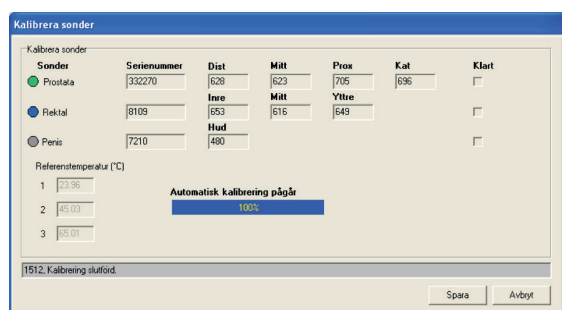 Kalibrera sonder
Kalibrera sonder
Sonder Serienummer Dist Mitt Prox Kat Klart
Prostata 332270 628 623 705 696
Inre Mitt Yttre
Rektal 8109 653 616 649
Hud
Penis 7210 480
Referenstemperatur (°C)
1 23.96
Automatisk kalibrering pågår
2 45.03 100%
3 65.01
1512, Kalibrering slutförd.
Spara Avbryt